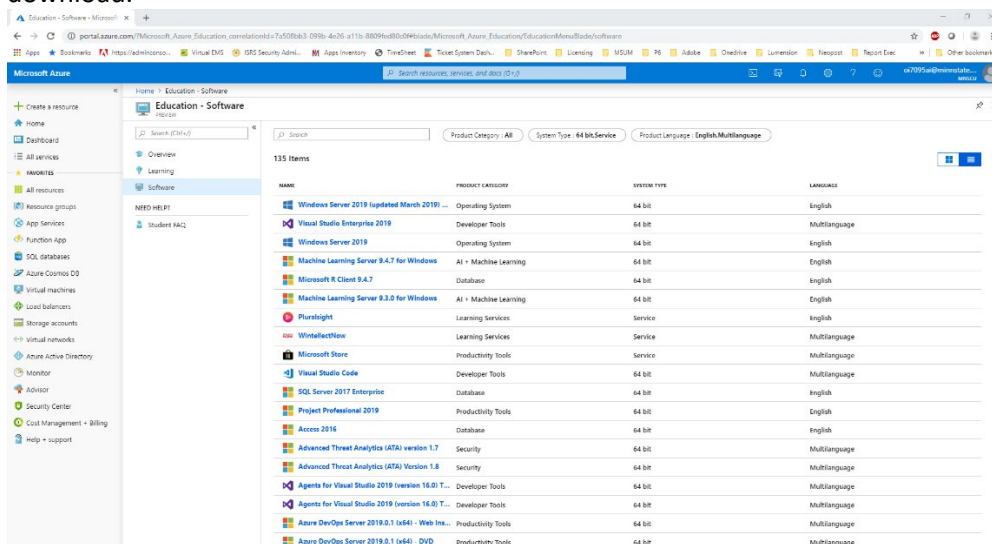 download.
Education - Software - Microsoft
portal.azure.com/?Microsoft_Azure_Education_correlationId=7a50fbb3-099b-4e26-a11b-8809fed80c0f#blade/Microsoft_Azure_Education/EducationMenuBlade/software
Apps Bookmarks https://adminconso... Virtual EMS ISRS Security Admi... Apps Inventory TimeSheet Ticket System Dash... SharePoint Licensing MSUM P6 Adobe Onedrive Lumension Neopost Report Exec Other bookmark
Microsoft Azure Search resources, services, and docs (G+/) oi7095ai@minnstate...
MNSCU
Create a resource
Home
Dashboard
All services
FAVORITES
All resources
Resource groups
App Services
Function App
SQL databases
Azure Cosmos DB
Virtual machines
Load balancers
Storage accounts
Virtual networks
Azure Active Directory
Monitor
Advisor
Security Center
Cost Management + Billing
Help + support
Home > Education - Software
Education - Software
PREVIEW
Search (Ctrl+/)
Overview
Learning
Software
NEED HELP?
Student FAQ
Search Product Category : All System Type : 64 bit,Service Product Language : English,Multilanguage
135 Items
NAME PRODUCT CATEGORY SYSTEM TYPE LANGUAGE
Windows Server 2019 (updated March 2019) ... Operating System 64 bit English
Visual Studio Enterprise 2019 Developer Tools 64 bit Multilanguage
Windows Server 2019 Operating System 64 bit English
Machine Learning Server 9.4.7 for Windows AI + Machine Learning 64 bit English
Microsoft R Client 9.4.7 Database 64 bit English
Machine Learning Server 9.3.0 for Windows AI + Machine Learning 64 bit English
Pluralsight Learning Services Service English
WintellectNow Learning Services Service Multilanguage
Microsoft Store Productivity Tools Service Multilanguage
Visual Studio Code Developer Tools 64 bit Multilanguage
SQL Server 2017 Enterprise Database 64 bit English
Project Professional 2019 Productivity Tools 64 bit English
Access 2016 Database 64 bit English
Advanced Threat Analytics (ATA) version 1.7 Security 64 bit Multilanguage
Advanced Threat Analytics (ATA) Version 1.8 Security 64 bit Multilanguage
Agents for Visual Studio 2019 (version 16.0) T... Developer Tools 64 bit Multilanguage
Agents for Visual Studio 2019 (version 16.0) T... Developer Tools 64 bit Multilanguage
Azure DevOps Server 2019.0.1 (x64) - Web Ins... Productivity Tools 64 bit Multilanguage
Azure DevOps Server 2019.0.1 (x64) - DVD Productivity Tools 64 bit Multilanguage